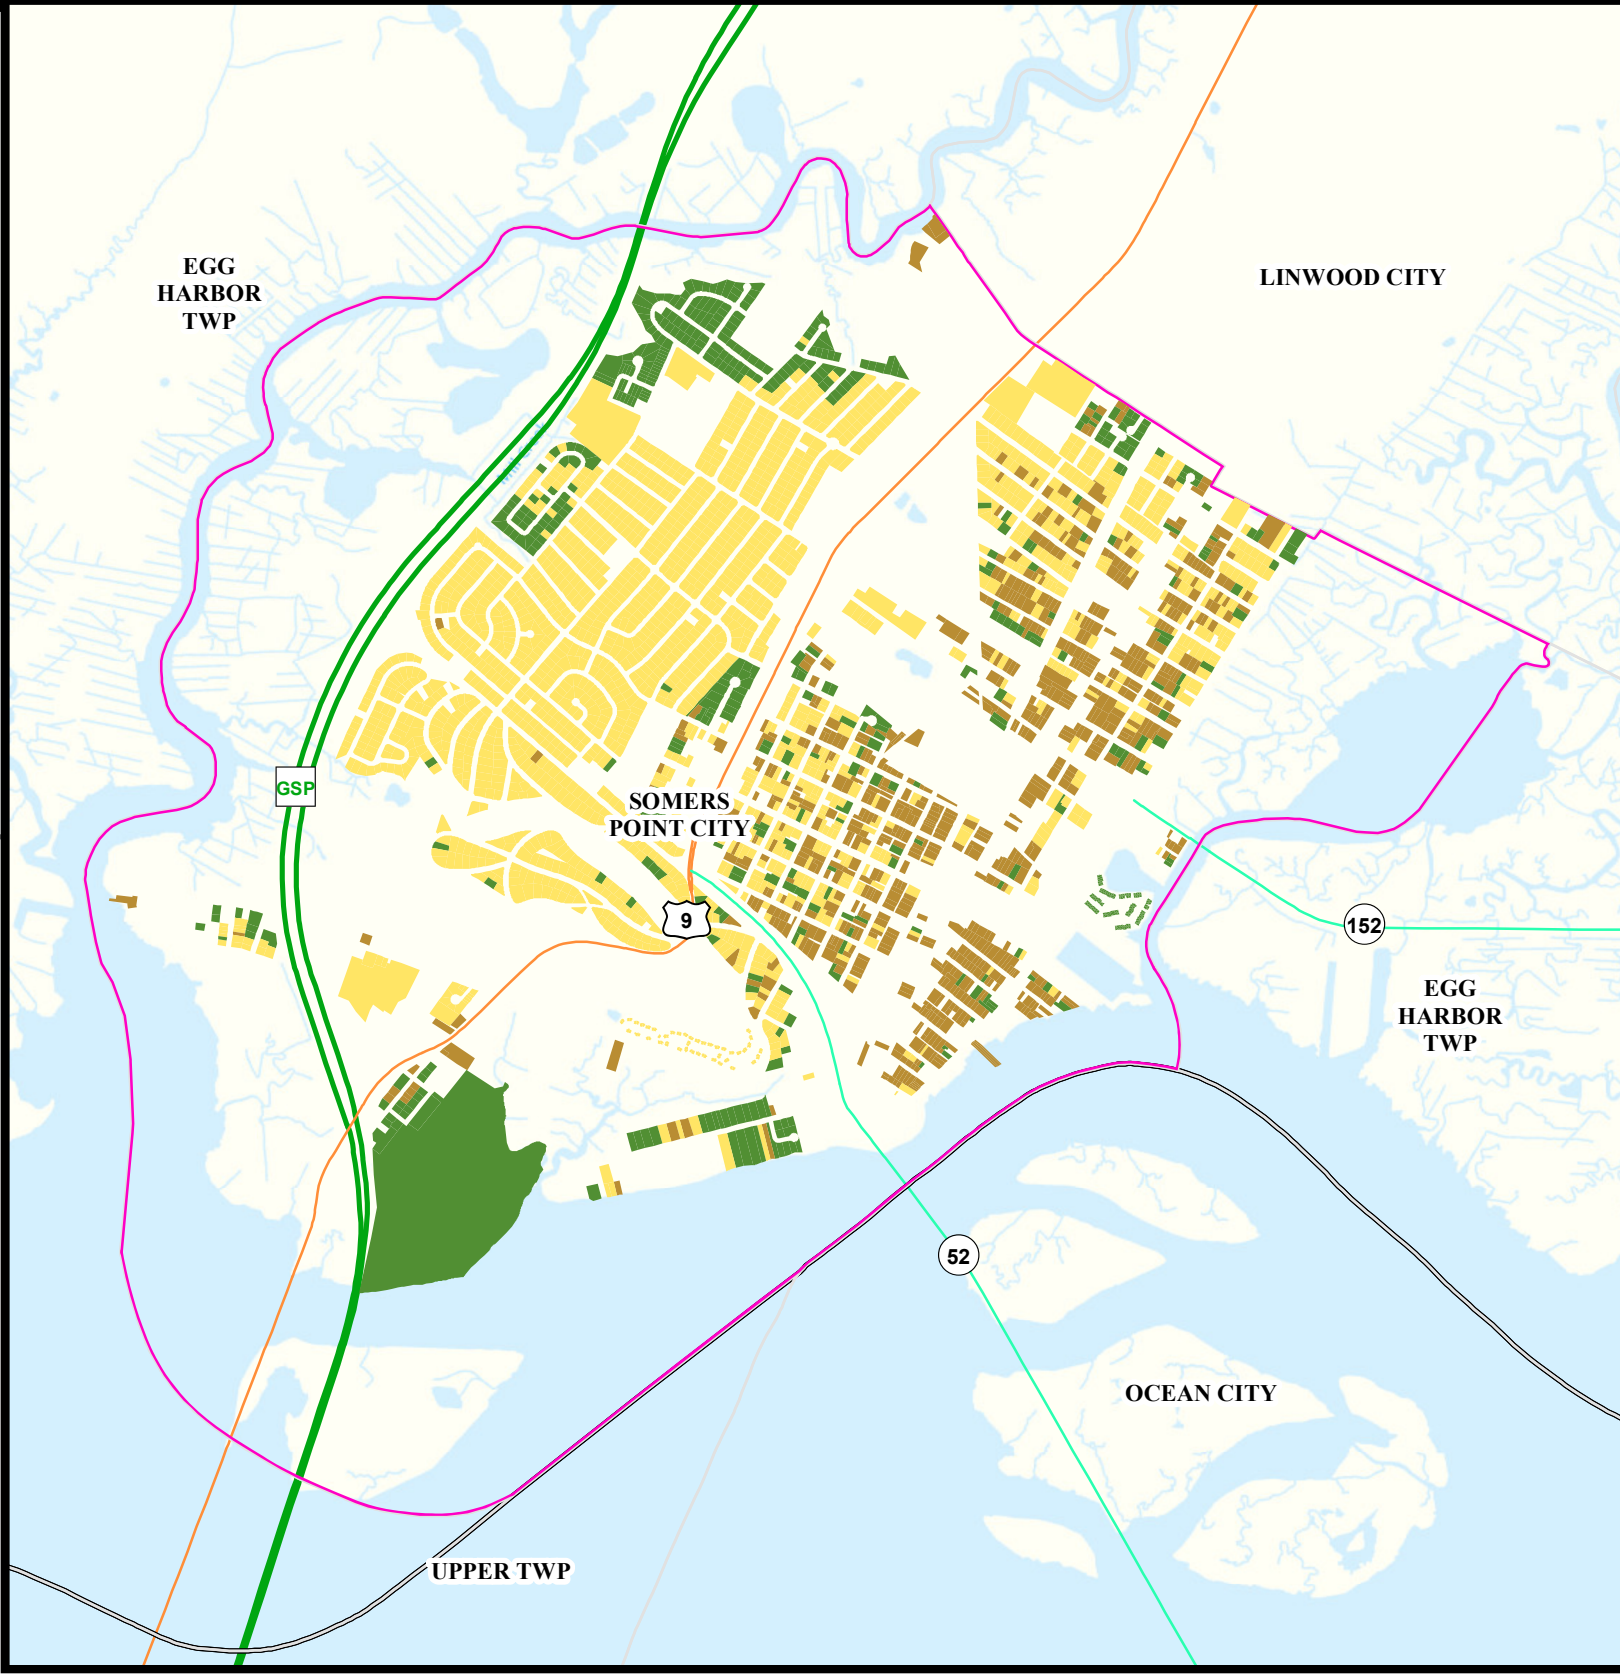 EGG
HARBOR
TWP
LINWOOD CITY
GSP
SOMERS
POINT CITY
9
152
EGG
HARBOR
TWP
52
OCEAN CITY
UPPER TWP